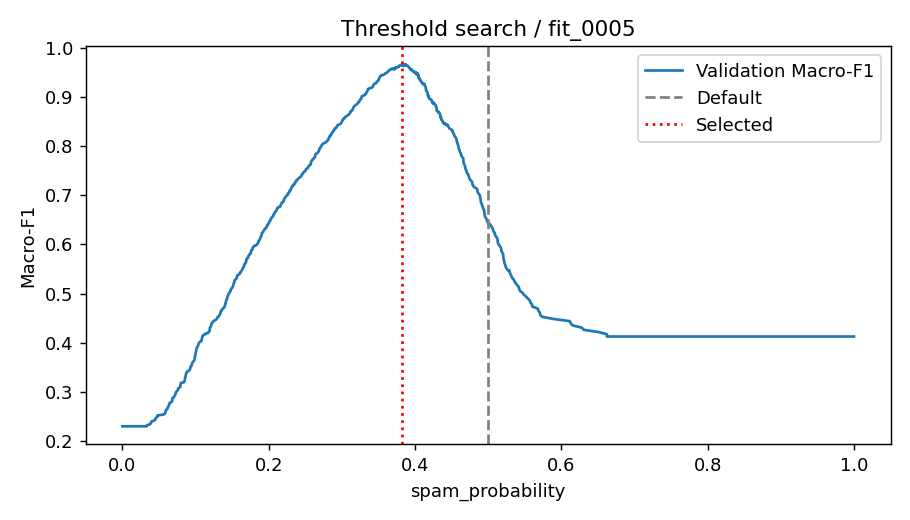 Threshold search / fit_0005
Macro-F1
1.0
0.9
0.8
0.7
0.6
0.5
0.4
0.3
0.2
Validation Macro-F1
Default
Selected
0.0 0.2 0.4 0.6 0.8 1.0
spam_probability